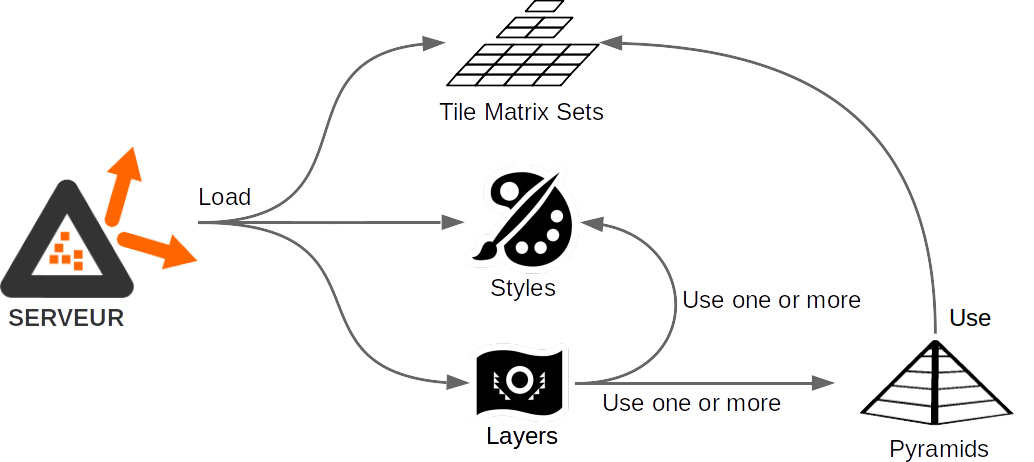 Tile Matrix Sets
Load
SERVEUR
Styles
Use one or more
Use
Use one or more
Layers
Pyramids